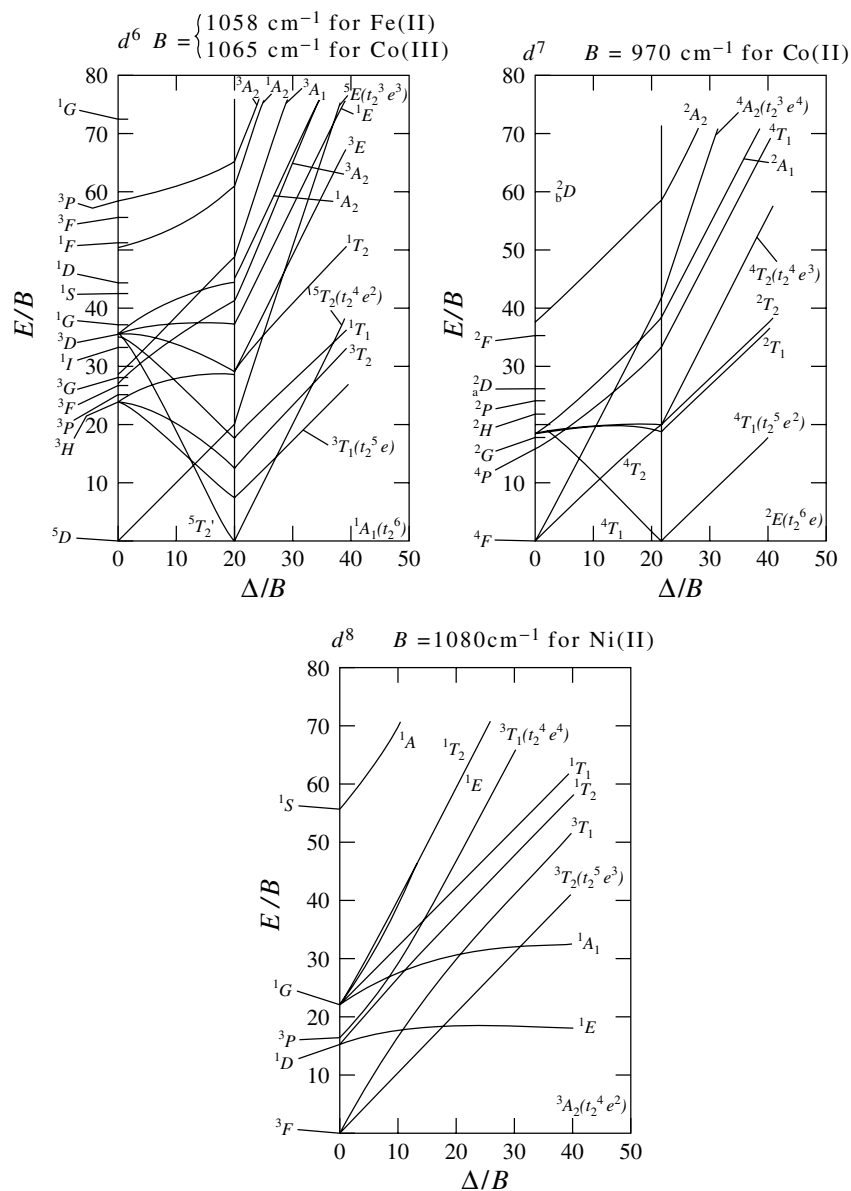 d⁶ B = { 1058 cm⁻¹ for Fe(II)
1065 cm⁻¹ for Co(III)
E/B
80
70
60
50
40
30
20
10
¹G
³P
³F
¹F
¹D
¹S
¹G
³D
¹I
³G
³F
³P
³H
⁵D
³A₂
¹A₂
³A₁
⁵E(t₂³e³)
¹E
³E
³A₂
¹A₂
¹T₂
⁵T₂(t₂⁴e²)
¹T₁
³T₂
³T₁(t₂⁵e)
⁵T₂'
¹A₁(t₂⁶)
0 10 20 30 40 50
Δ/B
d⁷ B = 970 cm⁻¹ for Co(II)
E/B
80
70
60
50
40
30
20
10
²F
²ₐD
²P
²H
²G
⁴P
⁴F
²A₂
⁴A₂(t₂³e⁴)
⁴T₁
²A₁
²_bD
⁴T₂(t₂⁴e³)
²T₂
²T₁
⁴T₁(t₂⁵e²)
⁴T₂
⁴T₁
²E(t₂⁶e)
0 10 20 30 40 50
Δ/B
d⁸ B = 1080cm⁻¹ for Ni(II)
E/B
80
70
60
50
40
30
20
10
¹S
¹G
³P
¹D
³F
¹A
¹T₂
³T₁(t₂⁴e⁴)
¹E
¹T₁
¹T₂
³T₁
³T₂(t₂⁵e³)
¹A₁
¹E
³A₂(t₂⁴e²)
0 10 20 30 40 50
Δ/B